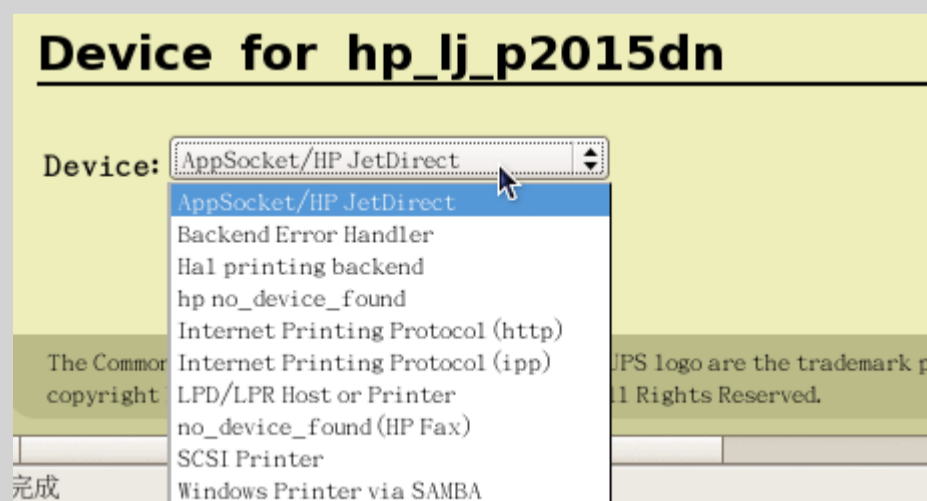 Device for hp_lj_p2015dn
Device: AppSocket/HP JetDirect
AppSocket/HP JetDirect
Backend Error Handler
Hal printing backend
hp no_device_found
Internet Printing Protocol (http)
Internet Printing Protocol (ipp)
LPD/LPR Host or Printer
no_device_found (HP Fax)
SCSI Printer
Windows Printer via SAMBA
The Common
logo are the trademark
copyright
Rights Reserved.
完成